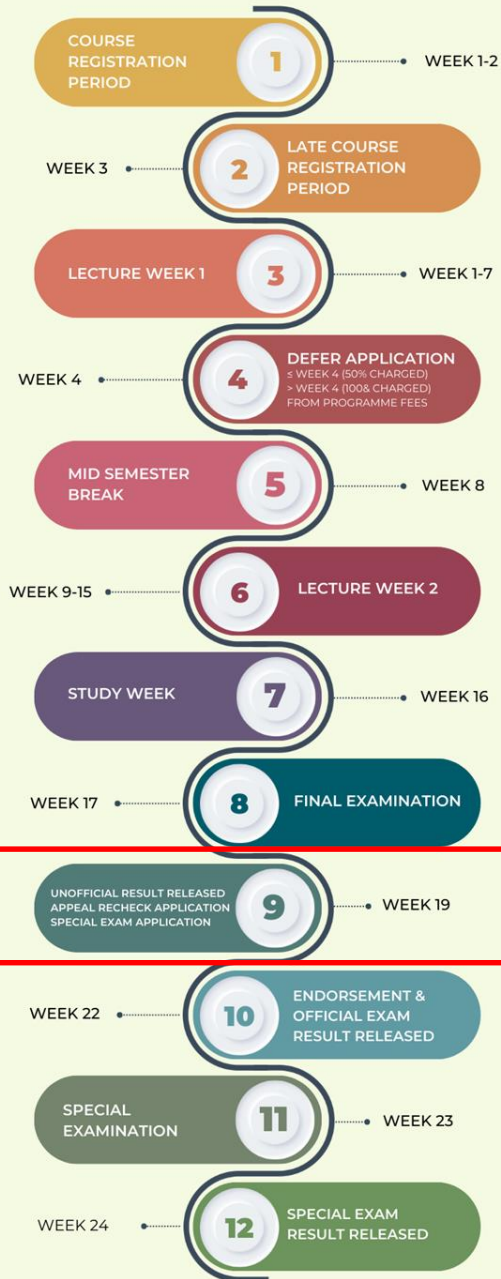 COURSE
REGISTRATION
PERIOD
1
WEEK 1-2
WEEK 3
2
LATE COURSE
REGISTRATION
PERIOD
LECTURE WEEK 1
3
WEEK 1-7
WEEK 4
4
DEFER APPLICATION
≤ WEEK 4 (50% CHARGED)
> WEEK 4 (100& CHARGED)
FROM PROGRAMME FEES
MID SEMESTER
BREAK
5
WEEK 8
WEEK 9-15
6
LECTURE WEEK 2
STUDY WEEK
7
WEEK 16
WEEK 17
8
FINAL EXAMINATION
UNOFFICIAL RESULT RELEASED
APPEAL RECHECK APPLICATION
SPECIAL EXAM APPLICATION
9
WEEK 19
WEEK 22
10
ENDORSEMENT &
OFFICIAL EXAM
RESULT RELEASED
SPECIAL
EXAMINATION
11
WEEK 23
WEEK 24
12
SPECIAL EXAM
RESULT RELEASED